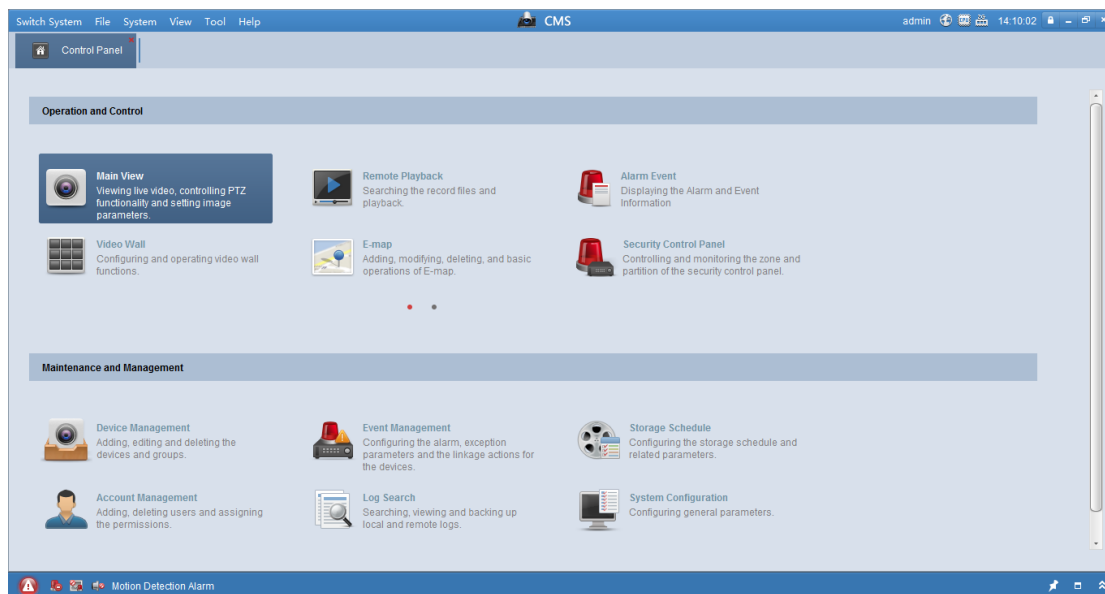 Switch System File System View Tool Help CMS admin 14:10:02
Control Panel
Operation and Control
Main View
Viewing live video, controlling PTZ
functionality and setting image
parameters.
Remote Playback
Searching the record files and
playback.
Alarm Event
Displaying the Alarm and Event
Information
Video Wall
Configuring and operating video wall
functions.
E-map
Adding, modifying, deleting, and basic
operations of E-map.
Security Control Panel
Controlling and monitoring the zone and
partition of the security control panel.
Maintenance and Management
Device Management
Adding, editing and deleting the
devices and groups.
Event Management
Configuring the alarm, exception
parameters and the linkage actions for
the devices.
Storage Schedule
Configuring the storage schedule and
related parameters.
Account Management
Adding, deleting users and assigning
the permissions.
Log Search
Searching, viewing and backing up
local and remote logs.
System Configuration
Configuring general parameters.
Motion Detection Alarm